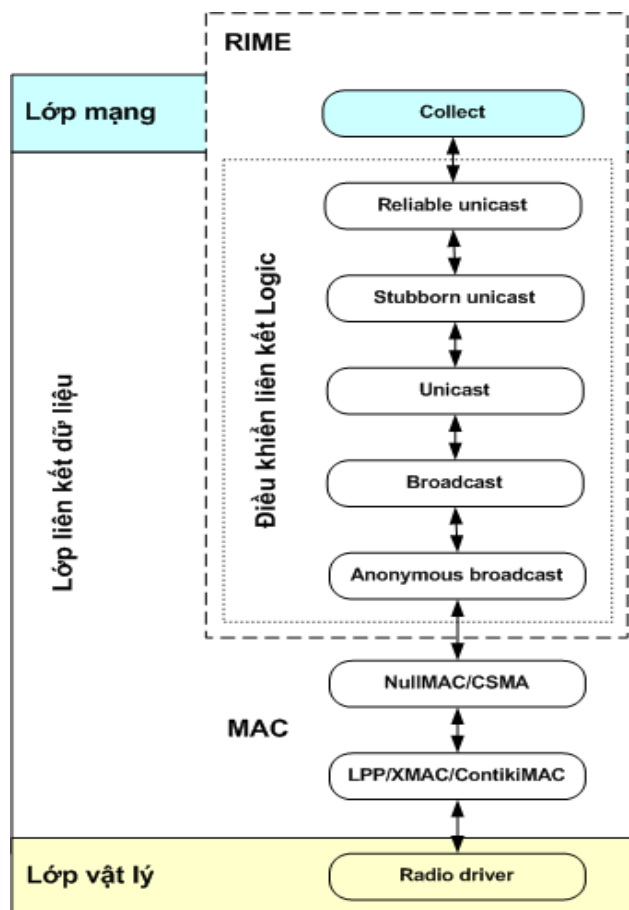 RIME
Lớp mạng
Collect
Reliable unicast
Stubborn unicast
Unicast
Broadcast
Anonymous broadcast
Điều khiển liên kết Logic
Lớp liên kết dữ liệu
NullMAC/CSMA
MAC
LPP/XMAC/ContikiMAC
Lớp vật lý
Radio driver